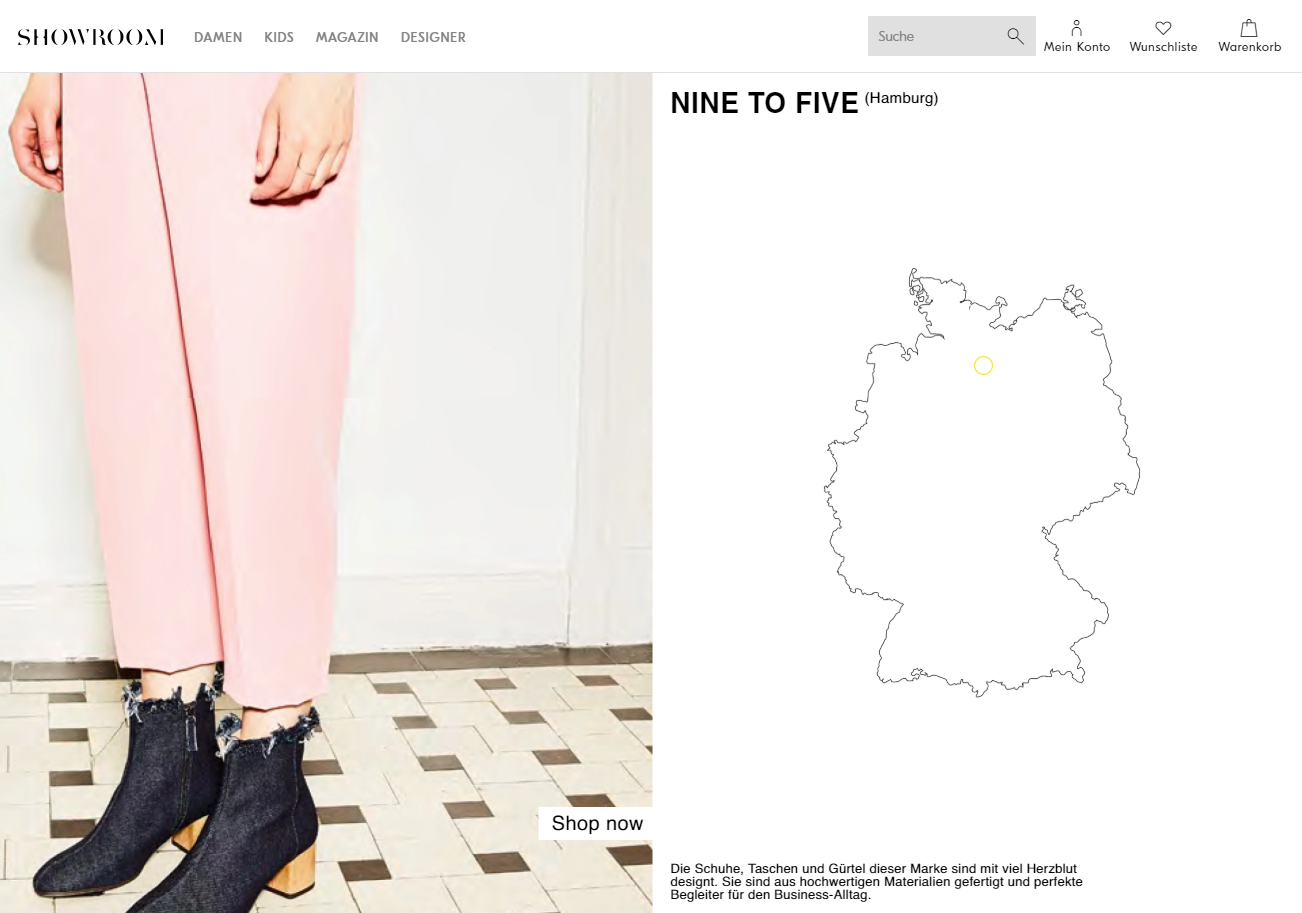 SHOWROOM DAMEN KIDS MAGAZIN DESIGNER Suche Mein Konto Wunschliste Warenkorb
NINE TO FIVE (Hamburg)
Shop now
Die Schuhe, Taschen und Gürtel dieser Marke sind mit viel Herzblut
designt. Sie sind aus hochwertigen Materialien gefertigt und perfekte
Begleiter für den Business-Alltag.